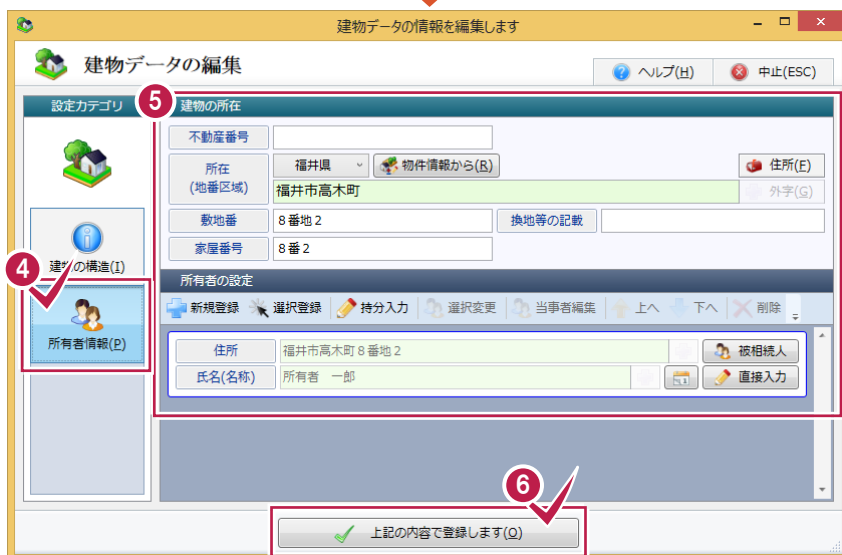 建物データの情報を編集します
建物データの編集
ヘルプ(H)
中止(ESC)
設定カテゴリ
5
建物の所在
不動産番号
所在
(地番区域)
福井県
物件情報から(R)
住所(F)
福井市高木町
外字(G)
敷地番
8番地2
換地等の記載
家屋番号
8番2
4
建物の構造(I)
所有者情報(P)
所有者の設定
新規登録
選択登録
持分入力
選択変更
当事者編集
上へ
下へ
削除
住所
福井市高木町8番地2
被相続人
氏名(名称)
所有者 一郎
直接入力
6
上記の内容で登録します(O)